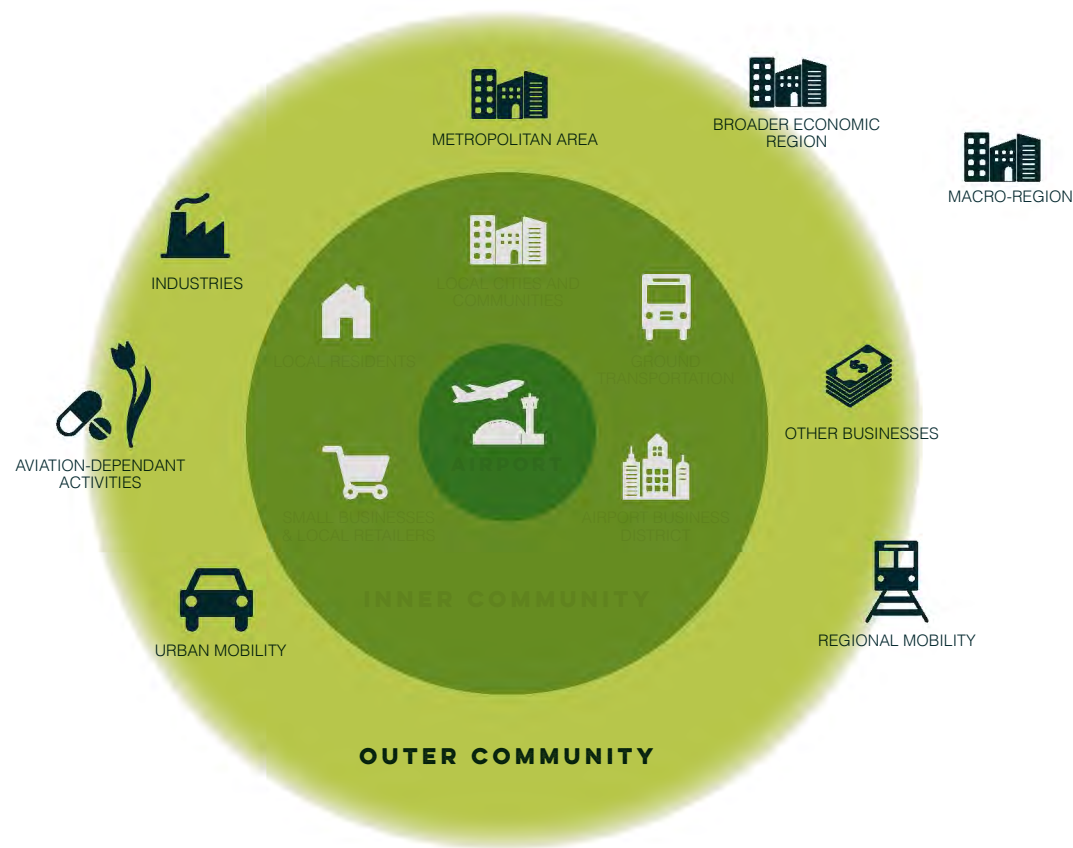 METROPOLITAN AREA
BROADER ECONOMIC
REGION
MACRO-REGION
INDUSTRIES
LOCAL CITIES AND
COMMUNITIES
LOCAL RESIDENTS
GROUND
TRANSPORTATION
AVIATION-DEPENDANT
ACTIVITIES
AIRPORT
OTHER BUSINESSES
SMALL BUSINESSES
& LOCAL RETAILERS
AIRPORT BUSINESS
DISTRICT
INNER COMMUNITY
URBAN MOBILITY
REGIONAL MOBILITY
OUTER COMMUNITY